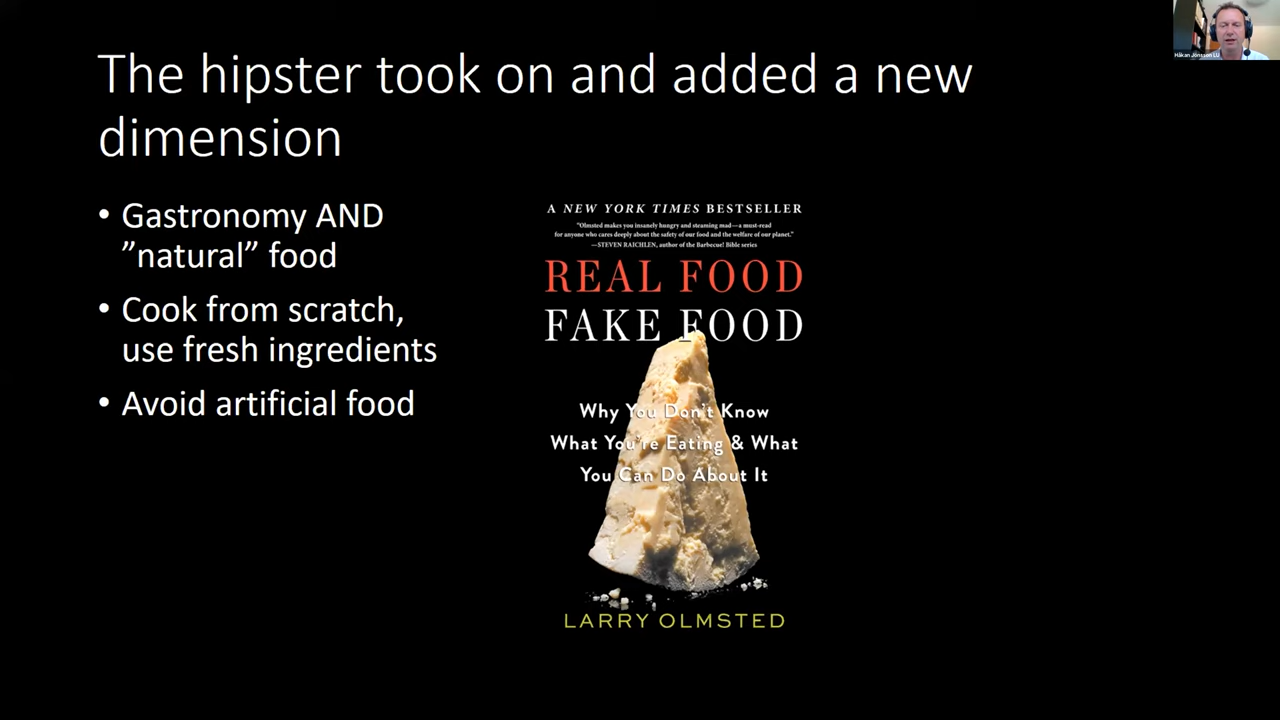 Håkan Jönsson LU
The hipster took on and added a new
dimension
• Gastronomy AND
”natural” food
• Cook from scratch,
use fresh ingredients
• Avoid artificial food
A NEW YORK TIMES BESTSELLER
"Olmsted makes you insanely hungry and steaming mad—a must-read
for anyone who cares deeply about the safety of our food and the welfare of our planet."
—STEVEN RAICHLEN, author of the Barbecue! Bible series
REAL FOOD
FAKE FOOD
Why You Don't Know
What You're Eating & What
You Can Do About It
LARRY OLMSTED